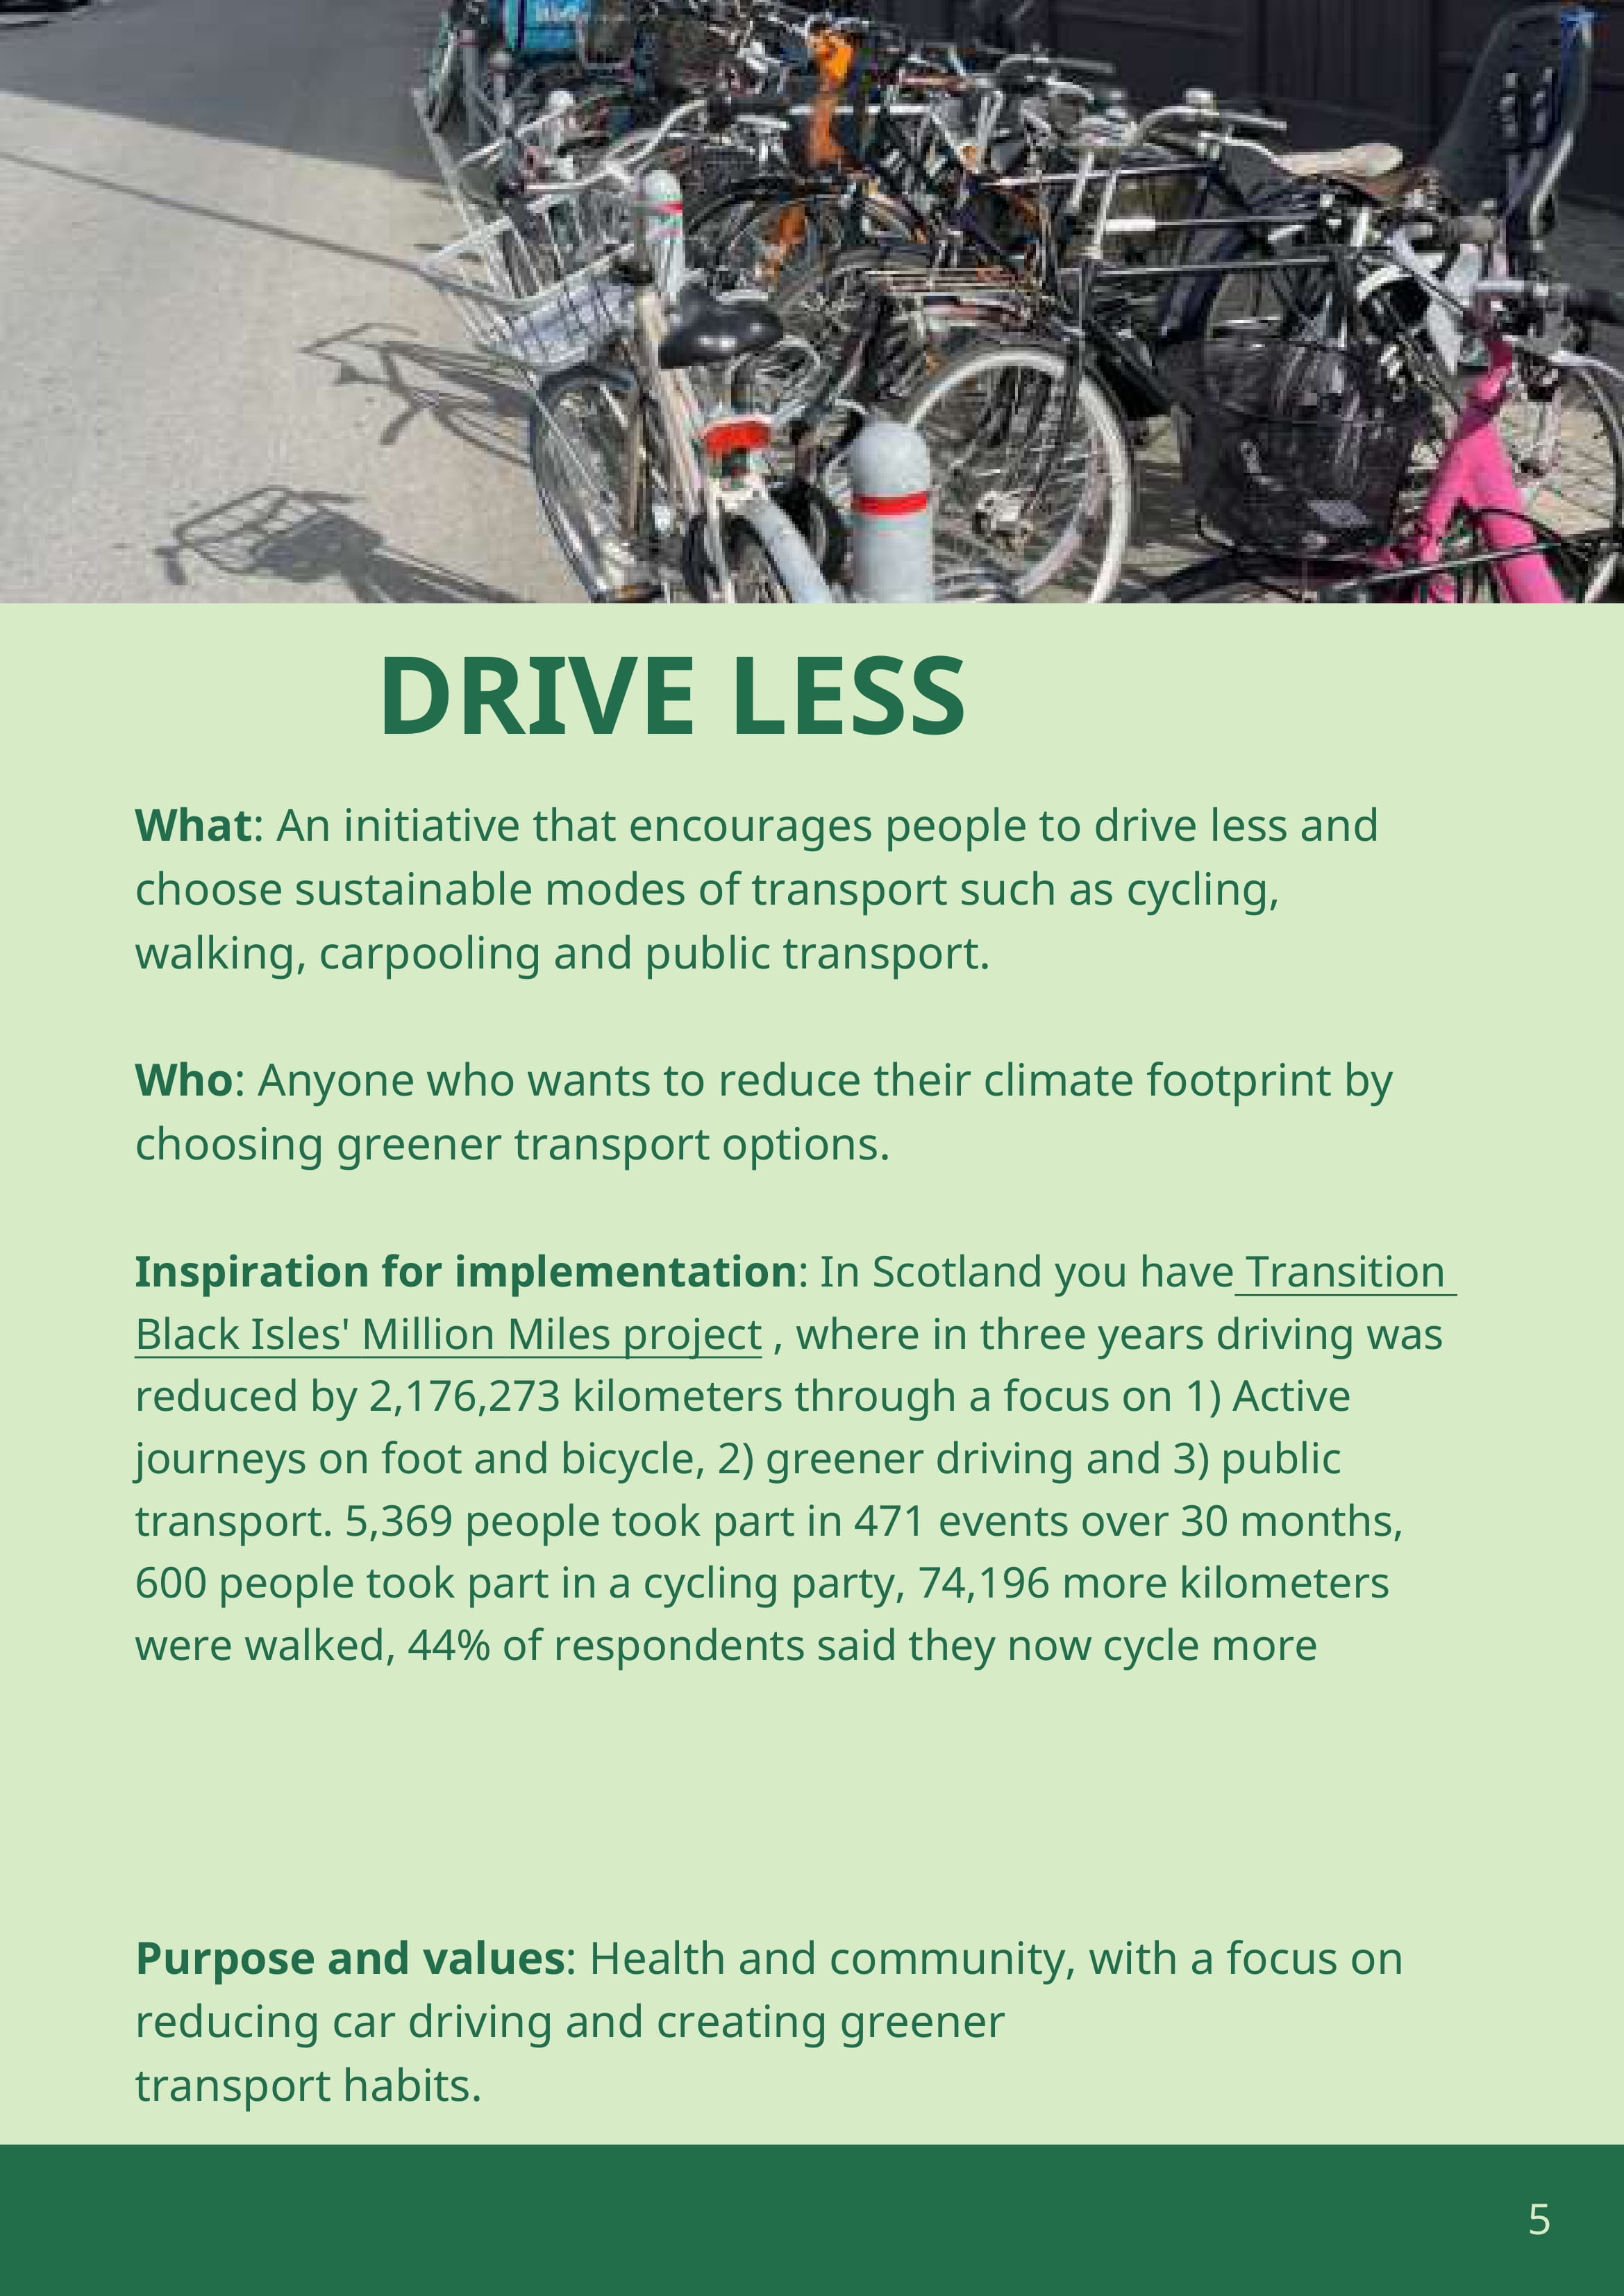 DRIVE LESS
What: An initiative that encourages people to drive less and
choose sustainable modes of transport such as cycling,
walking, carpooling and public transport.
Who: Anyone who wants to reduce their climate footprint by
choosing greener transport options.
Inspiration for implementation: In Scotland you have Transition
Black Isles' Million Miles project , where in three years driving was
reduced by 2,176,273 kilometers through a focus on 1) Active
journeys on foot and bicycle, 2) greener driving and 3) public
transport. 5,369 people took part in 471 events over 30 months,
600 people took part in a cycling party, 74,196 more kilometers
were walked, 44% of respondents said they now cycle more
Purpose and values: Health and community, with a focus on
reducing car driving and creating greener
transport habits.
5